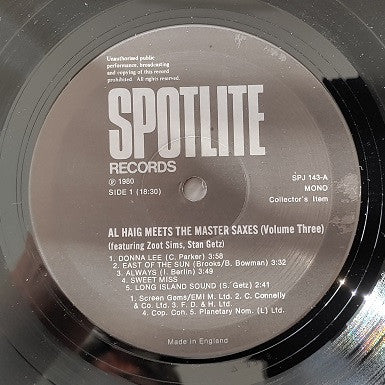 Unauthorised public
performance, broadcasting
and copying of this record
prohibited. All rights reserved.
SPOTLITE
RECORDS
℗ 1980
SIDE 1 (18:30)
SPJ 143-A
MONO
Collector's Item
AL HAIG MEETS THE MASTER SAXES (Volume Three)
(featuring Zoot Sims, Stan Getz)
1. DONNA LEE (C. Parker) 3:58
2. EAST OF THE SUN (Brooks/B. Bowman) 3:32
3. ALWAYS (I. Berlin) 3:49
4. SWEET MISS
5. LONG ISLAND SOUND (S. Getz) 2:41
1. Screen Gems/EMI M. Ltd. 2. C. Connelly
& Co. Ltd. 3. F. D. & H. Ltd.
4. Cop. Con. 5. Planetary Nom. (L) Ltd.
Made in England